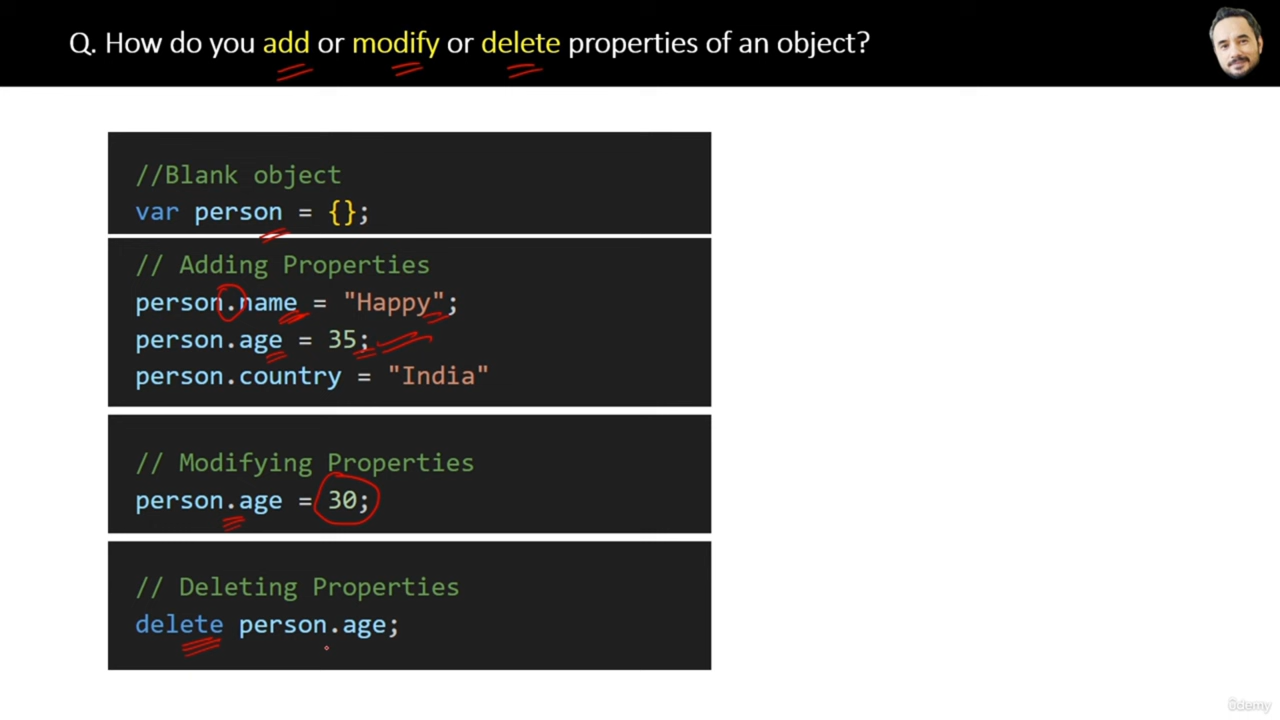 Q. How do you add or modify or delete properties of an object?
//Blank object
var person = {};
// Adding Properties
person.name = "Happy";
person.age = 35;
person.country = "India"
// Modifying Properties
person.age = 30;
// Deleting Properties
delete person.age;
ûdemy